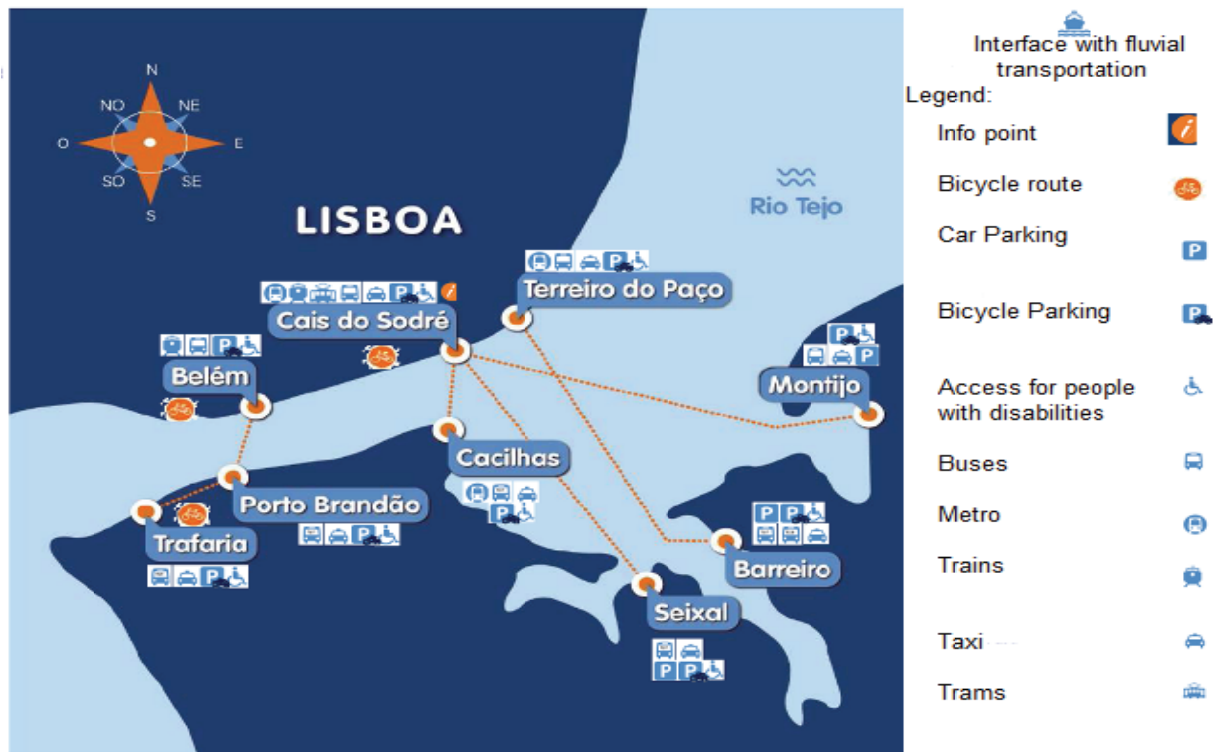 N
NO
NE
O
E
SO
SE
S
LISBOA
Rio Tejo
Terreiro do Paço
Cais do Sodré
Belém
Montijo
Cacilhas
Porto Brandão
Trafaria
Barreiro
Seixal
Interface with fluvial
transportation
Legend:
Info point
i
Bicycle route
Car Parking
P
Bicycle Parking
P
Access for people
with disabilities
Buses
Metro
Trains
Taxi
Trams